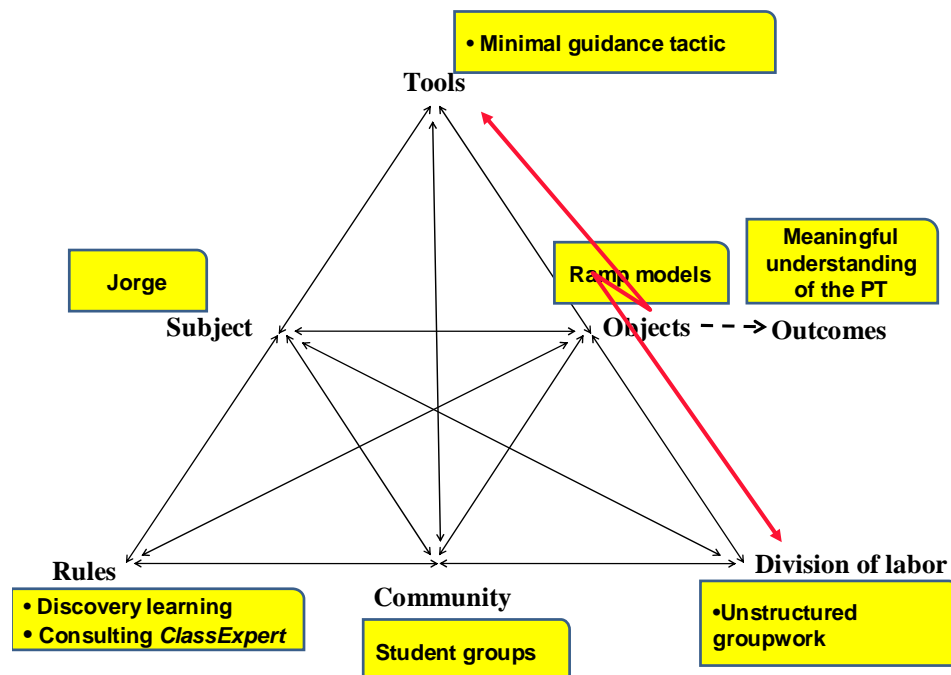 • Minimal guidance tactic
Tools
Meaningful
understanding
of the PT
Jorge
Ramp models
Subject
Objects
Outcomes
Rules
Division of labor
• Discovery learning
• Consulting ClassExpert
Community
Student groups
•Unstructured
groupwork